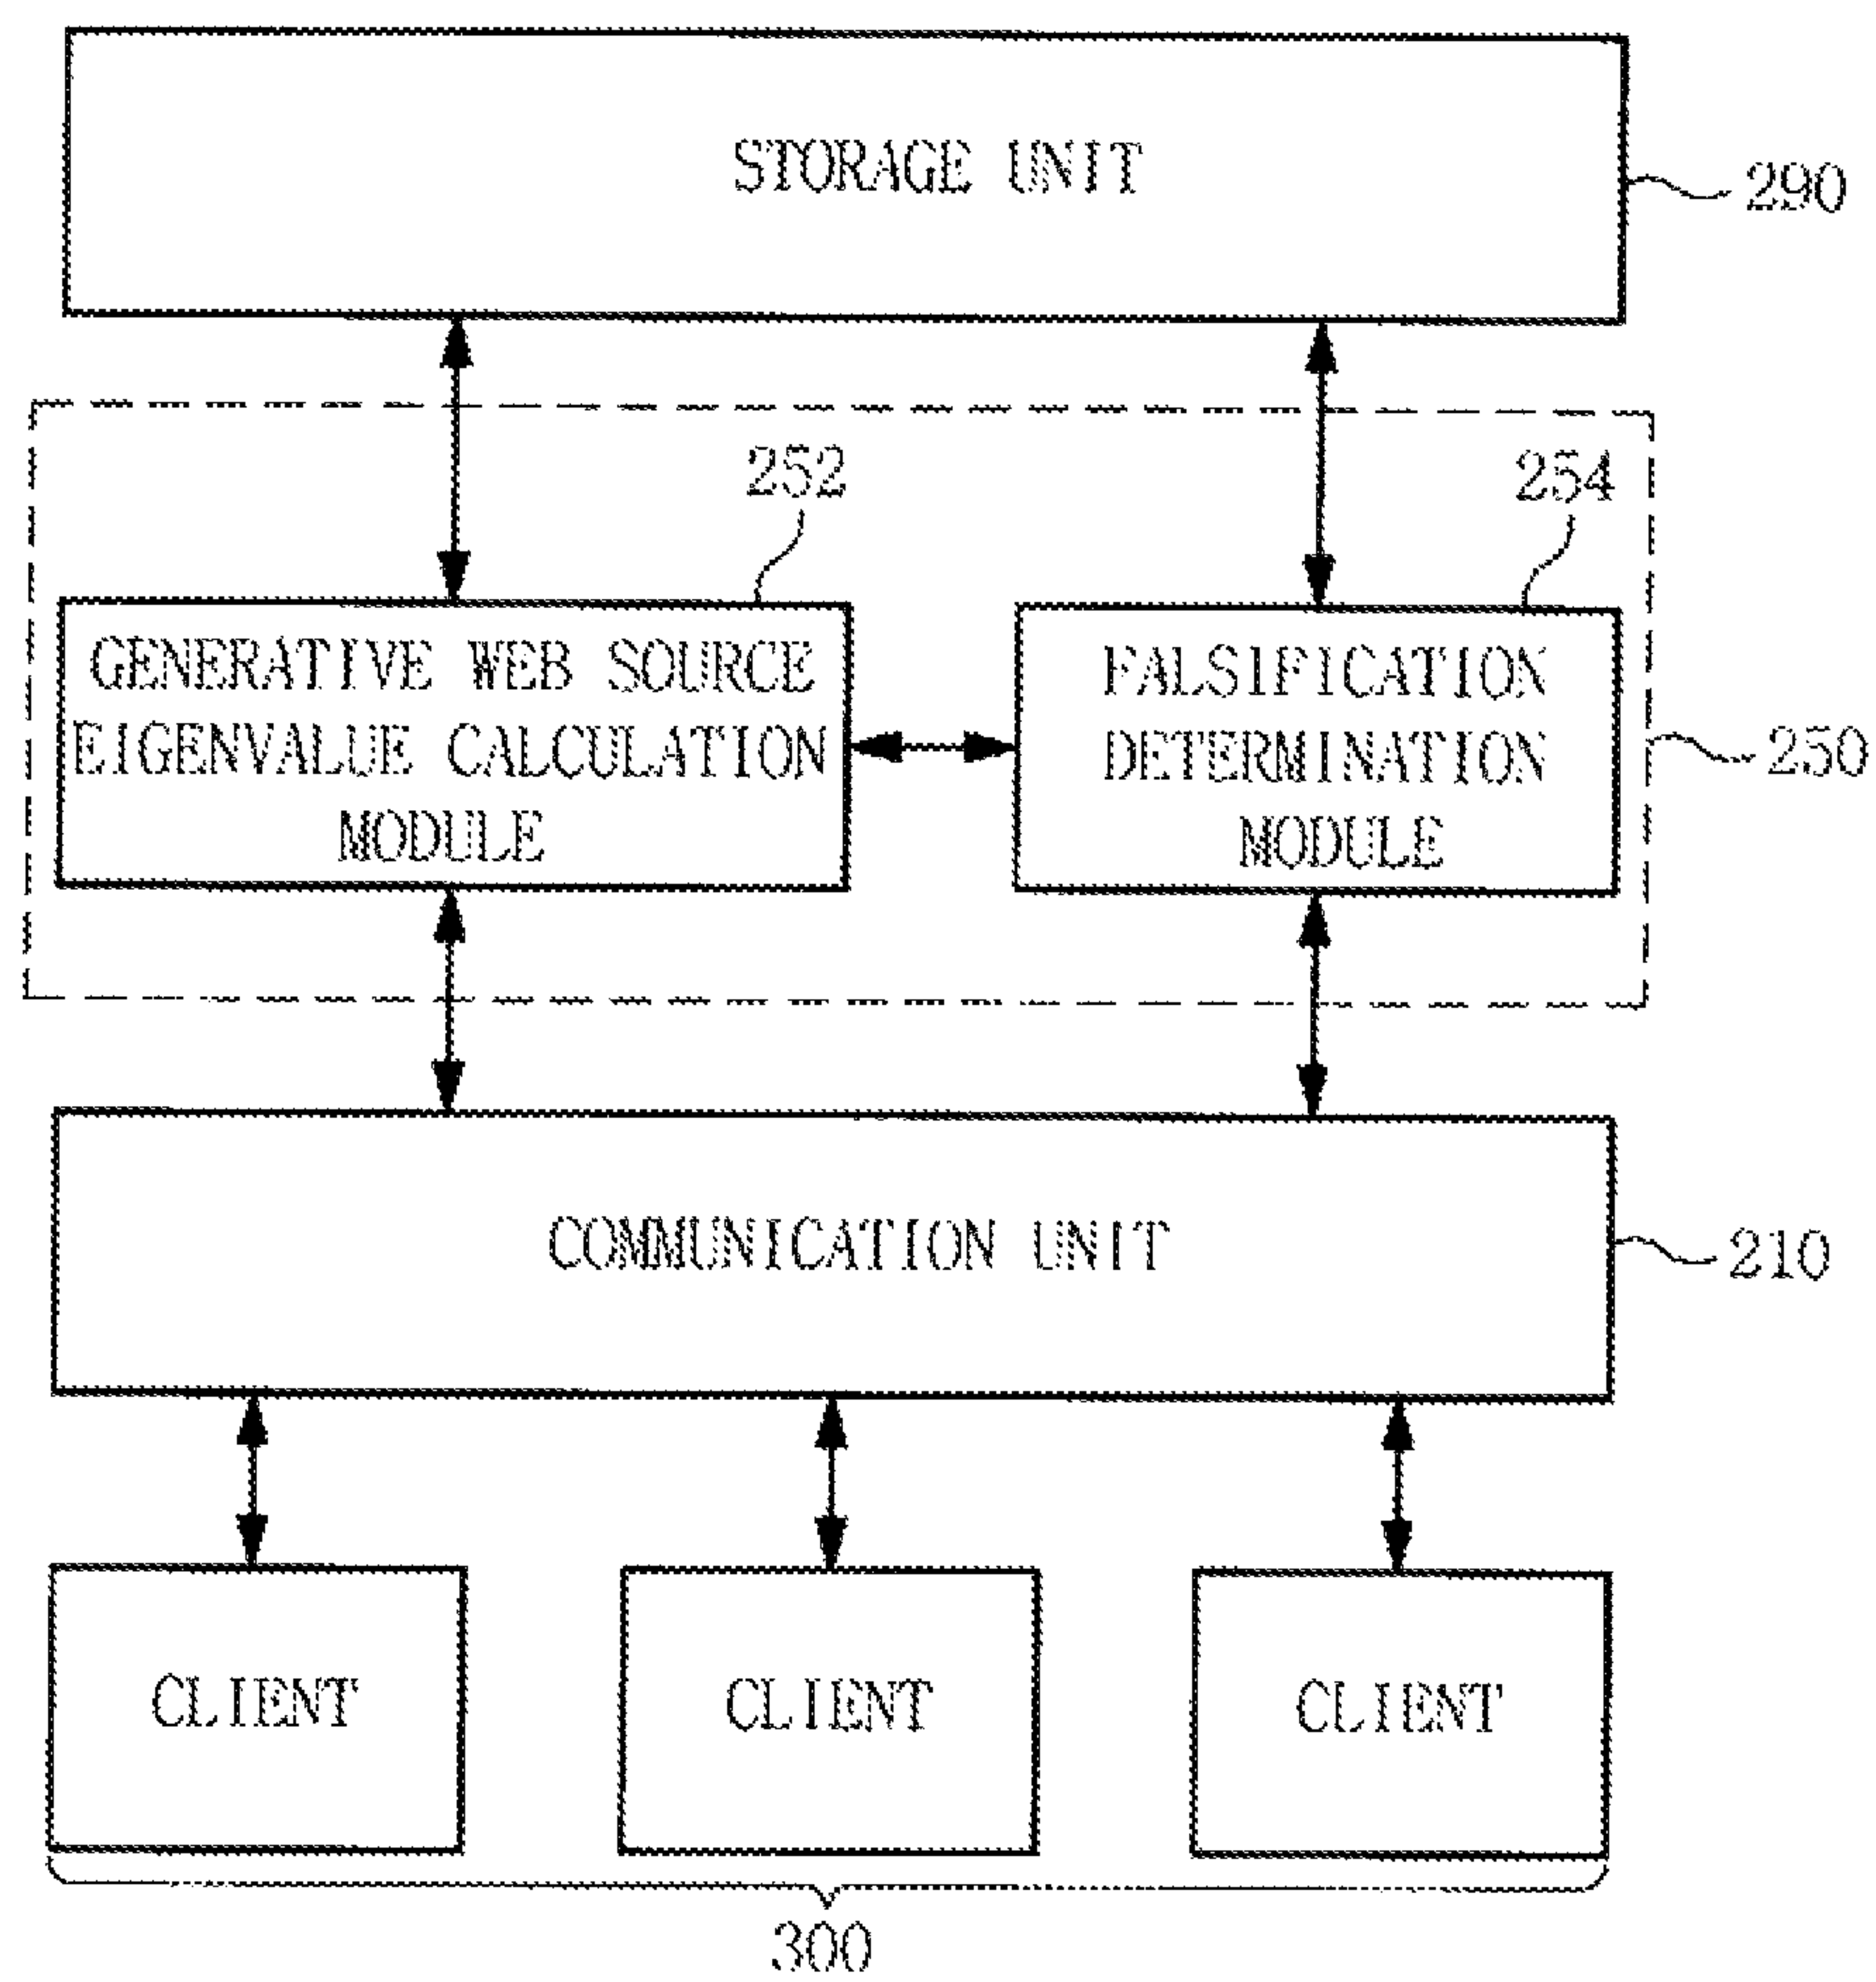 STORAGE UNIT
290
252
254
GENERATIVE WEB SOURCE
EIGENVALUE CALCULATION
MODULE
FALSIFICATION
DETERMINATION
MODULE
250
COMMUNICATION UNIT
210
CLIENT
CLIENT
CLIENT
300